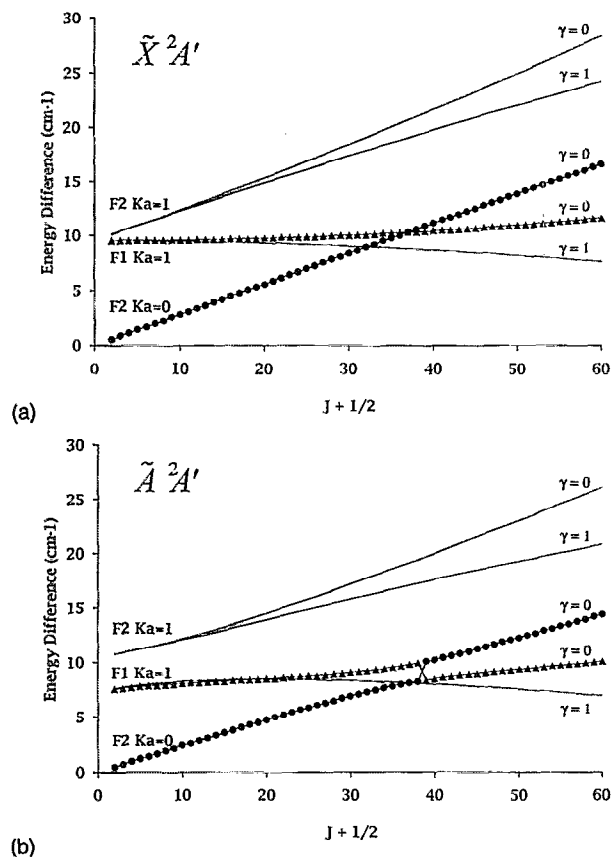 30
25
20
15
10
5
0
Energy Difference (cm-1)
X̃ ²A′
γ = 0
γ = 1
γ = 0
γ = 0
γ = 1
F2 Ka=1
F1 Ka=1
F2 Ka=0
0 10 20 30 40 50 60
J + 1/2
(a)
30
25
20
15
10
5
0
Energy Difference (cm-1)
Ã ²A′
γ = 0
γ = 1
γ = 0
γ = 0
γ = 1
F2 Ka=1
F1 Ka=1
F2 Ka=0
0 10 20 30 40 50 60
J + 1/2
(b)